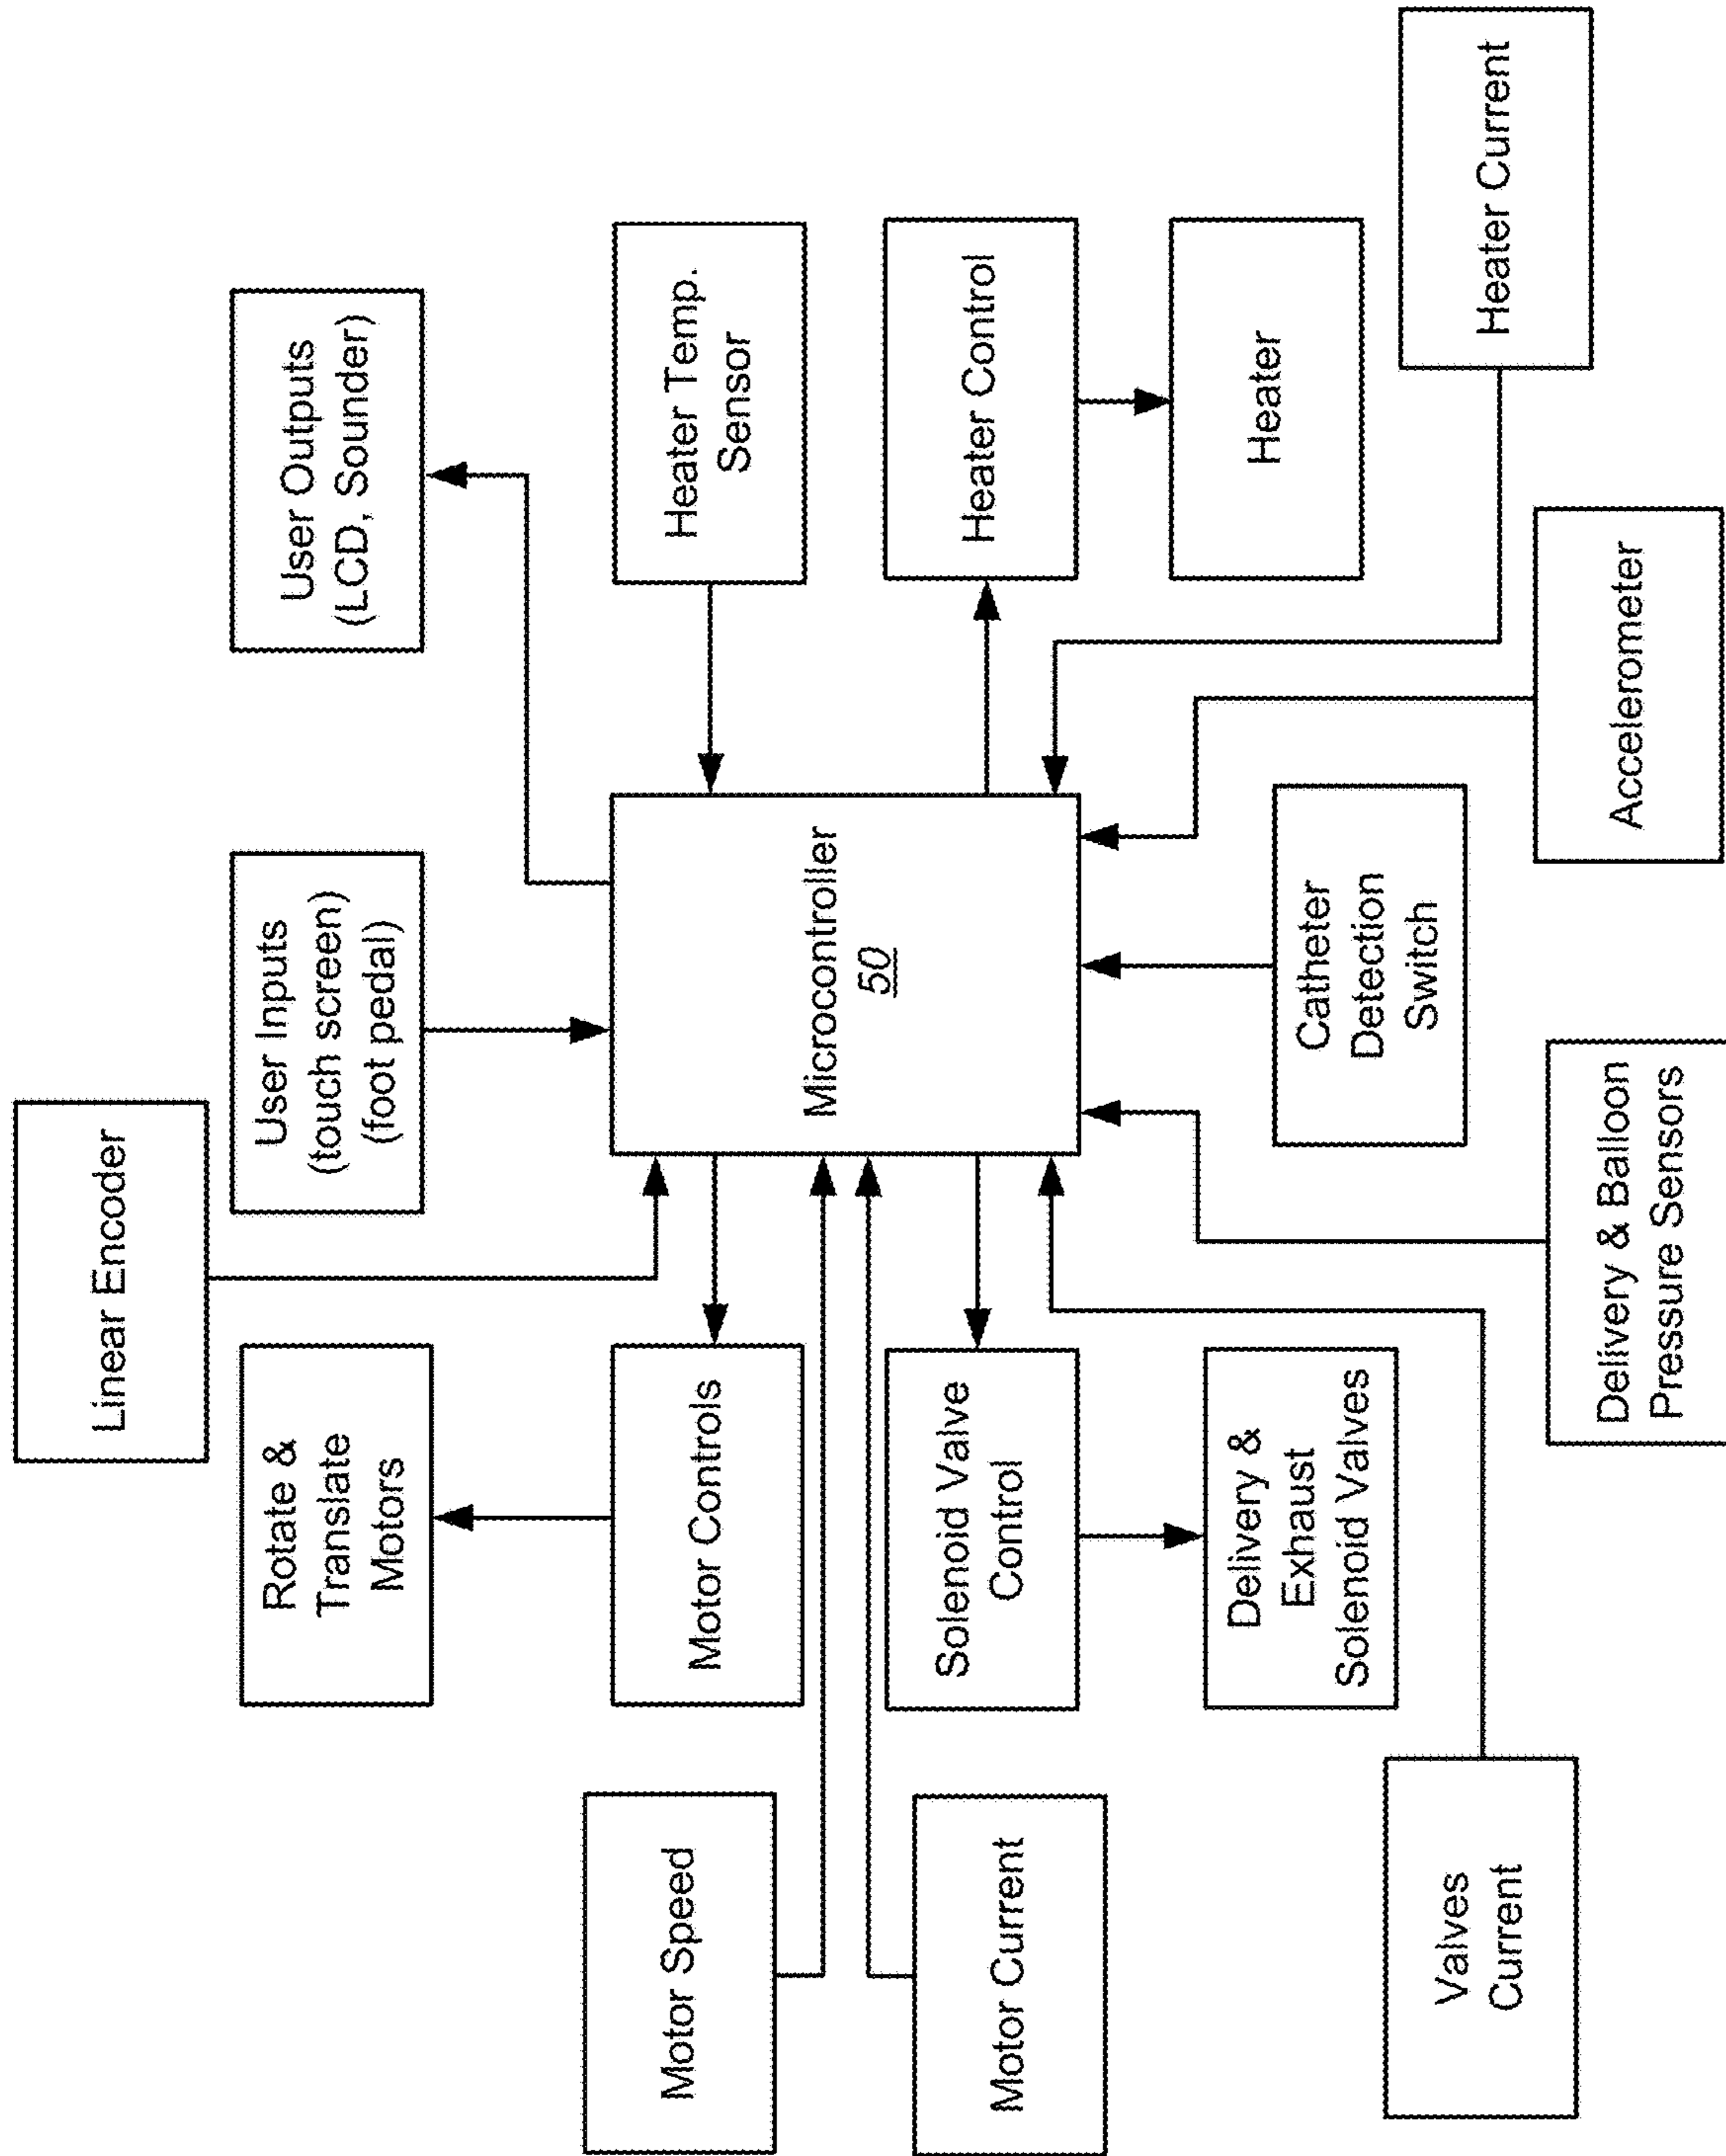 Linear Encoder
Rotate &
Translate
Motors
User Inputs
(touch screen)
(foot pedal)
User Outputs
(LCD, Sounder)
Motor Speed
Motor Controls
Microcontroller
50
Heater Temp.
Sensor
Motor Current
Solenoid Valve
Control
Heater Control
Delivery &
Exhaust
Solenoid Valves
Catheter
Detection
Switch
Heater
Valves
Current
Heater Current
Delivery & Balloon
Pressure Sensors
Accelerometer